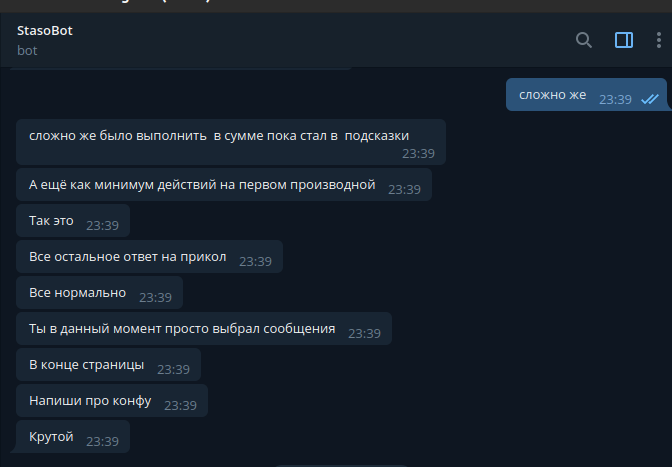 StasoBot
bot
сложно же 23:39
сложно же было выполнить  в сумме пока стал в  подсказки
23:39
А ещё как минимум действий на первом производной 23:39
Так это 23:39
Все остальное ответ на прикол 23:39
Все нормально 23:39
Ты в данный момент просто выбрал сообщения 23:39
В конце страницы 23:39
Напиши про конфу 23:39
Крутой 23:39